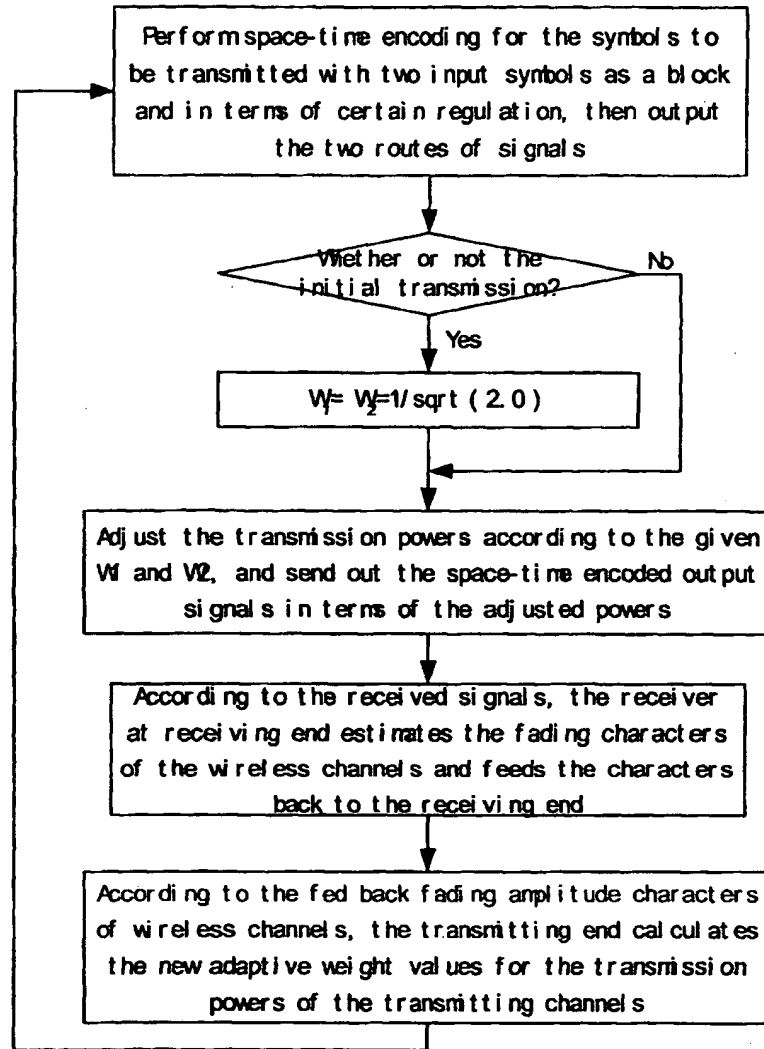 Perform space-time encoding for the symbols to
be transmitted with two input symbols as a block
and in terms of certain regulation, then output
the two routes of signals
Whether or not the
initial transmission?
No
Yes
W1= W2=1/sqrt (2.0)
Adjust the transmission powers according to the given
W1 and W2, and send out the space-time encoded output
signals in terms of the adjusted powers
According to the received signals, the receiver
at receiving end estimates the fading characters
of the wireless channels and feeds the characters
back to the receiving end
According to the fed back fading amplitude characters
of wireless channels, the transmitting end calculates
the new adaptive weight values for the transmission
powers of the transmitting channels